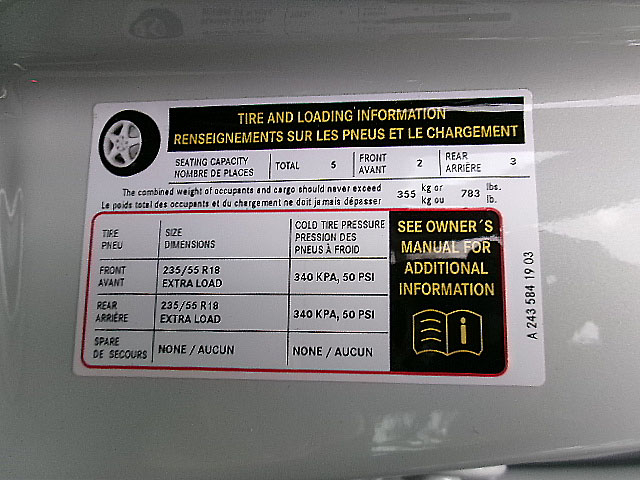 TIRE AND LOADING INFORMATION
RENSEIGNEMENTS SUR LES PNEUS ET LE CHARGEMENT
SEATING CAPACITY
NOMBRE DE PLACES
TOTAL 5
FRONT
AVANT
2
REAR
ARRIÈRE
3
The combined weight of occupants and cargo should never exceed
Le poids total des occupants et du chargement ne doit jamais dépasser
355 kg or
kg ou
783 lbs.
lb.
TIRE
PNEU
SIZE
DIMENSIONS
COLD TIRE PRESSURE
PRESSION DES
PNEUS À FROID
FRONT
AVANT
235/55 R18
EXTRA LOAD
340 KPA, 50 PSI
REAR
ARRIÈRE
235/55 R18
EXTRA LOAD
340 KPA, 50 PSI
SPARE
DE SECOURS
NONE / AUCUN
NONE / AUCUN
SEE OWNER´S
MANUAL FOR
ADDITIONAL
INFORMATION
A 243 584 19 03